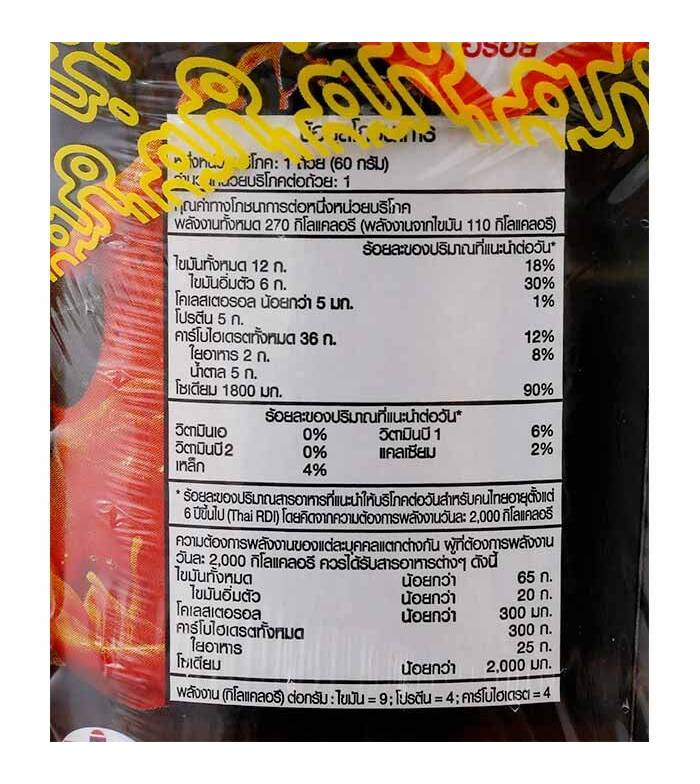 อร่อย
ข้อมูลโภชนาการ
หนึ่งหน่วยบริโภค: 1 ถ้วย (60 กรัม)
จำนวนหน่วยบริโภคต่อถ้วย: 1
คุณค่าทางโภชนาการต่อหนึ่งหน่วยบริโภค
พลังงานทั้งหมด 270 กิโลแคลอรี (พลังงานจากไขมัน 110 กิโลแคลอรี)
ร้อยละของปริมาณที่แนะนำต่อวัน*
ไขมันทั้งหมด 12 ก. 18%
ไขมันอิ่มตัว 6 ก. 30%
โคเลสเตอรอล น้อยกว่า 5 มก. 1%
โปรตีน 5 ก.
คาร์โบไฮเดรตทั้งหมด 36 ก. 12%
ใยอาหาร 2 ก. 8%
น้ำตาล 5 ก.
โซเดียม 1800 มก. 90%
ร้อยละของปริมาณที่แนะนำต่อวัน*
วิตามินเอ 0% วิตามินบี 1 6%
วิตามินบี 2 0% แคลเซียม 2%
เหล็ก 4%
* ร้อยละของปริมาณสารอาหารที่แนะนำให้บริโภคต่อวันสำหรับคนไทยอายุตั้งแต่
6 ปีขึ้นไป (Thai RDI) โดยคิดจากความต้องการพลังงานวันละ 2,000 กิโลแคลอรี
ความต้องการพลังงานของแต่ละบุคคลแตกต่างกัน ผู้ที่ต้องการพลังงาน
วันละ 2,000 กิโลแคลอรี ควรได้รับสารอาหารต่างๆ ดังนี้
ไขมันทั้งหมด น้อยกว่า 65 ก.
ไขมันอิ่มตัว น้อยกว่า 20 ก.
โคเลสเตอรอล น้อยกว่า 300 มก.
คาร์โบไฮเดรตทั้งหมด 300 ก.
ใยอาหาร 25 ก.
โซเดียม น้อยกว่า 2,000 มก.
พลังงาน (กิโลแคลอรี) ต่อกรัม : ไขมัน = 9 ; โปรตีน = 4 ; คาร์โบไฮเดรต = 4